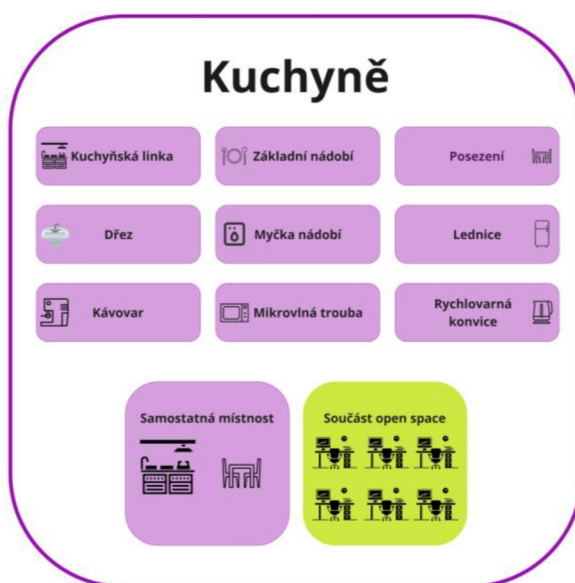 Kuchyně
Kuchyňská linka
Základní nádobí
Posezení
Dřez
Myčka nádobí
Lednice
Kávovar
Mikrovlná trouba
Rychlovarná
konvice
Samostatná místnost
Součást open space